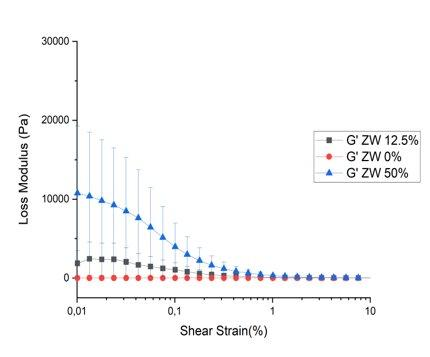 30000
20000
10000
0
Loss Modulus (Pa)
0,01
0,1
1
10
Shear Strain(%)
G' ZW 12.5%
G' ZW 0%
G' ZW 50%